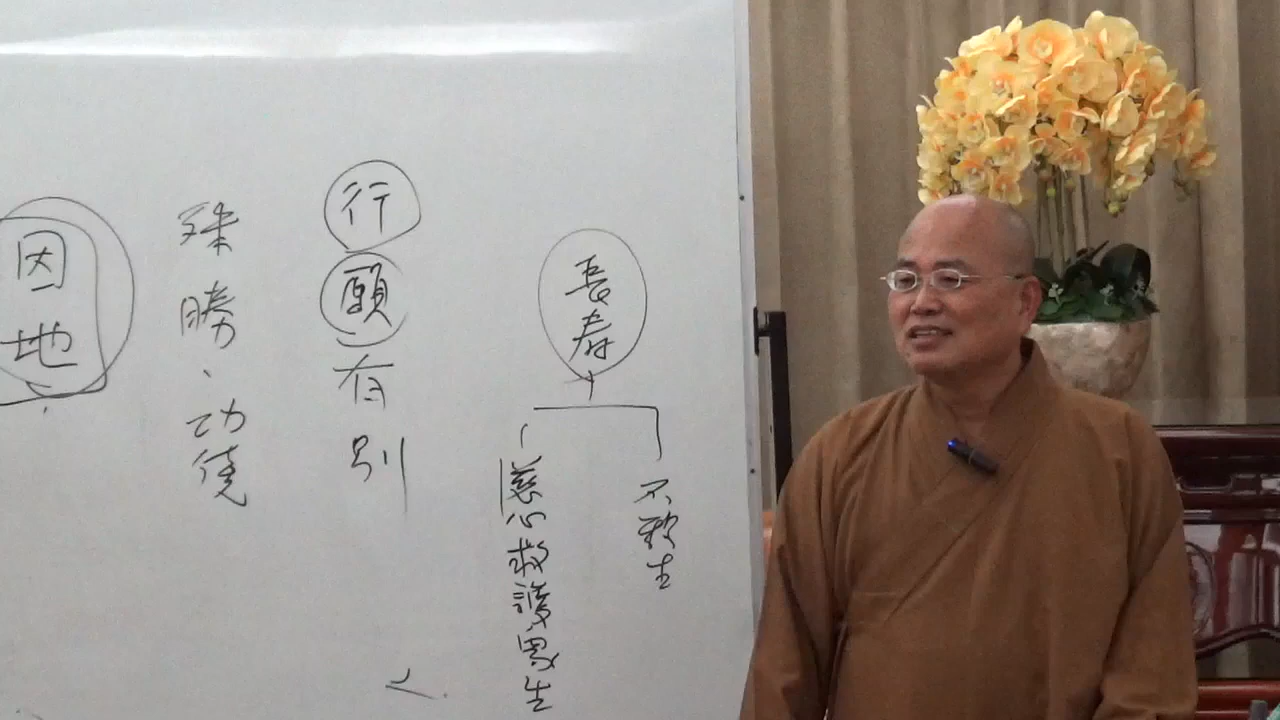 長寿
不殺生
慈心救護眾生
行願有別
殊勝、功德
因地